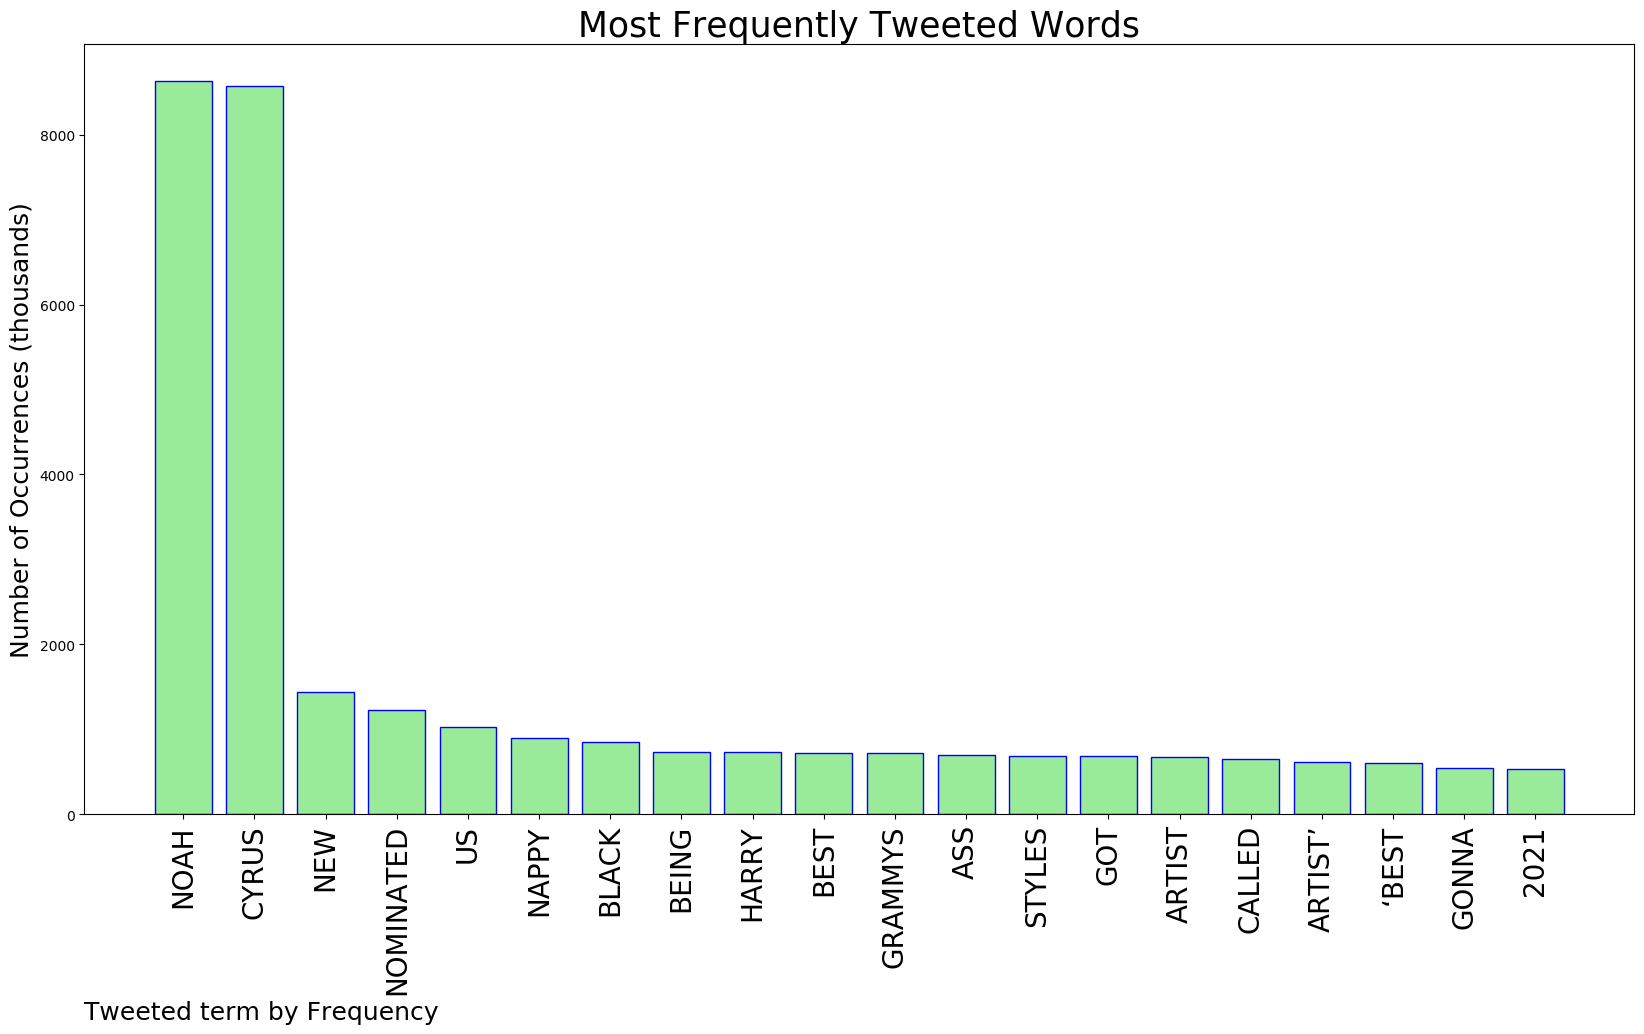 Most Frequently Tweeted Words
Number of Occurrences (thousands)
8000
6000
4000
2000
0
NOAH
CYRUS
NEW
NOMINATED
US
NAPPY
BLACK
BEING
HARRY
BEST
GRAMMYS
ASS
STYLES
GOT
ARTIST
CALLED
ARTIST’
‘BEST
GONNA
2021
Tweeted term by Frequency